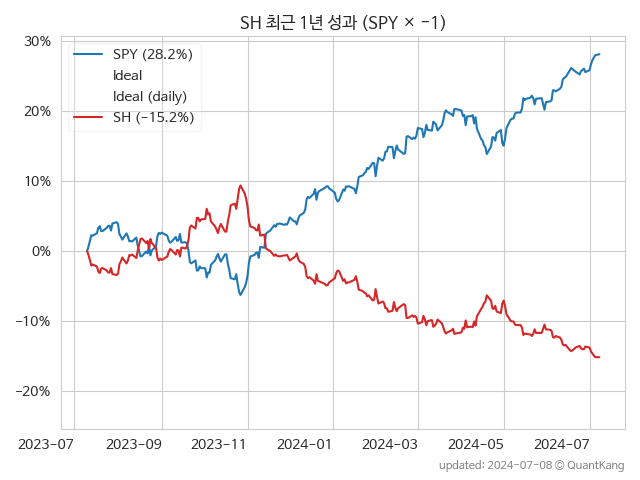 SH 최근 1년 성과 (SPY × −1)
30%
20%
10%
0%
−10%
−20%
SPY (28.2%)
Ideal
Ideal (daily)
SH (−15.2%)
2023-07
2023-09
2023-11
2024-01
2024-03
2024-05
2024-07
updated: 2024-07-08 © QuantKang